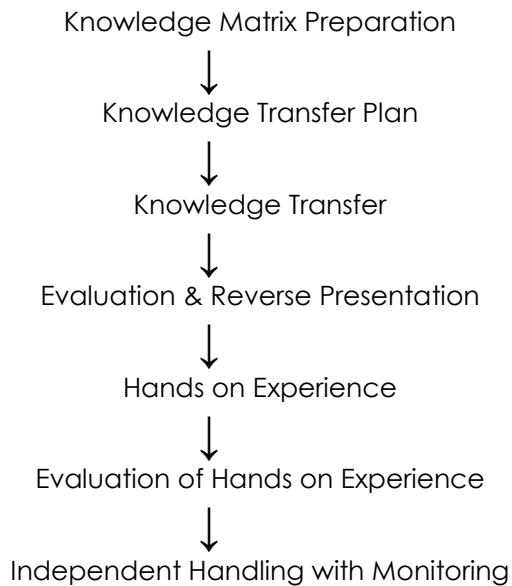 Knowledge Matrix Preparation
Knowledge Transfer Plan
Knowledge Transfer
Evaluation & Reverse Presentation
Hands on Experience
Evaluation of Hands on Experience
Independent Handling with Monitoring